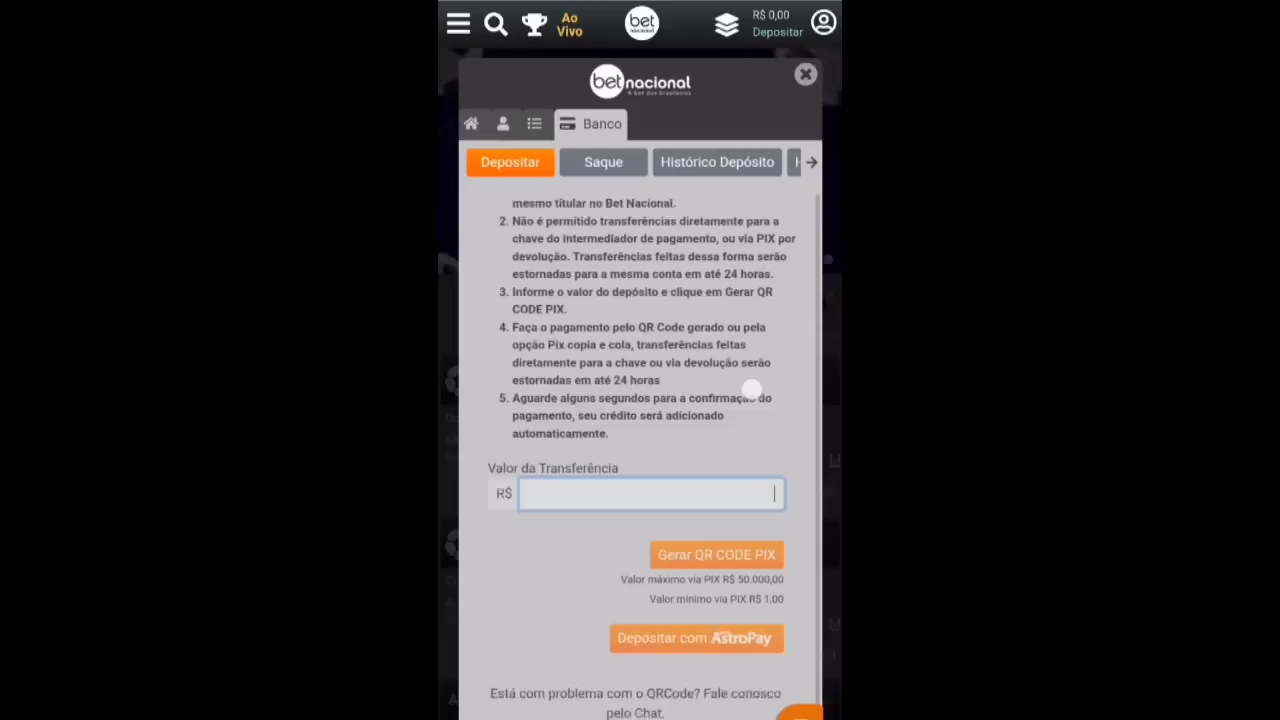 Ao
Vivo
bet
NACIONAL
R$ 0,00
Depositar
betnacional
A bet dos brasileiros
Banco
Depositar
Saque
Histórico Depósito
H
mesmo titular no Bet Nacional.
2. Não é permitido transferências diretamente para a
chave do intermediador de pagamento, ou via PIX por
devolução. Transferências feitas dessa forma serão
estornadas para a mesma conta em até 24 horas.
3. Informe o valor do depósito e clique em Gerar QR
CODE PIX.
4. Faça o pagamento pelo QR Code gerado ou pela
opção Pix copia e cola, transferências feitas
diretamente para a chave ou via devolução serão
estornadas em até 24 horas
5. Aguarde alguns segundos para a confirmação do
pagamento, seu crédito será adicionado
automaticamente.
Valor da Transferência
R$
Gerar QR CODE PIX
Valor máximo via PIX R$ 50.000,00
Valor mínimo via PIX R$ 1,00
Depositar com AstroPay
Está com problema com o QRCode? Fale conosco
pelo Chat.